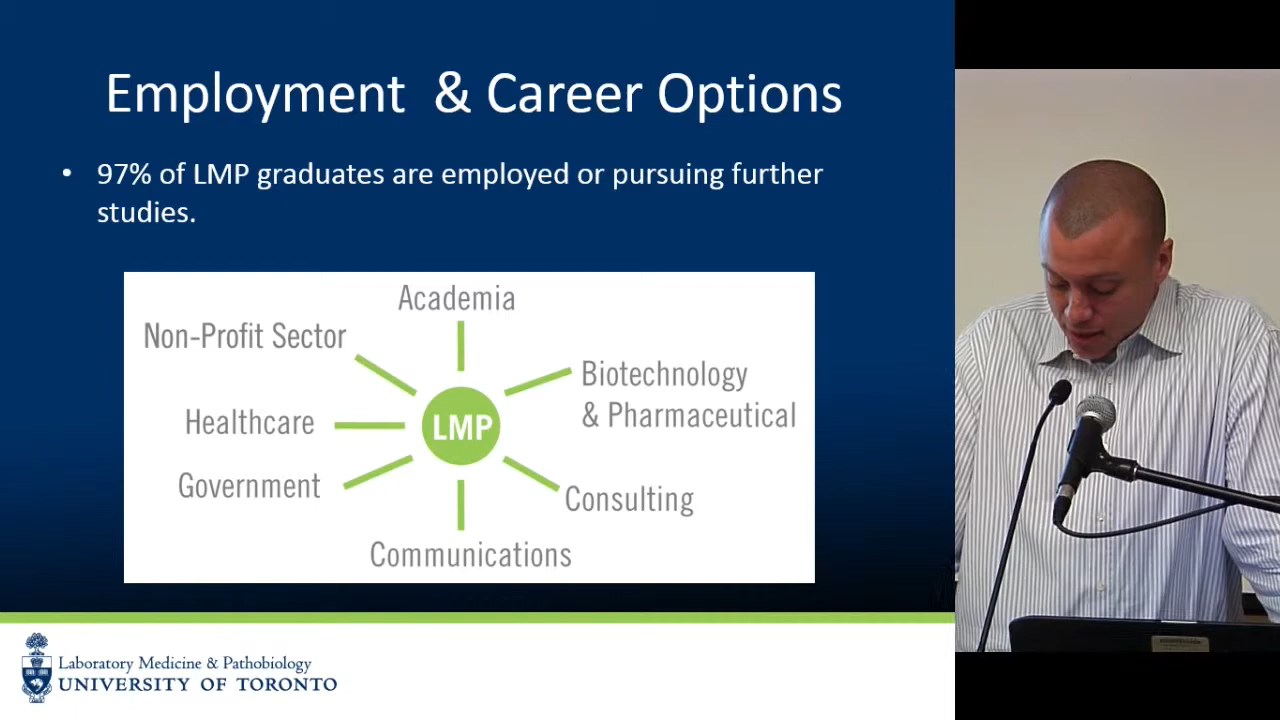 Employment & Career Options
• 97% of LMP graduates are employed or pursuing further
studies.
Academia
Non-Profit Sector
Biotechnology
& Pharmaceutical
Healthcare
LMP
Government
Consulting
Communications
Laboratory Medicine & Pathobiology
UNIVERSITY OF TORONTO